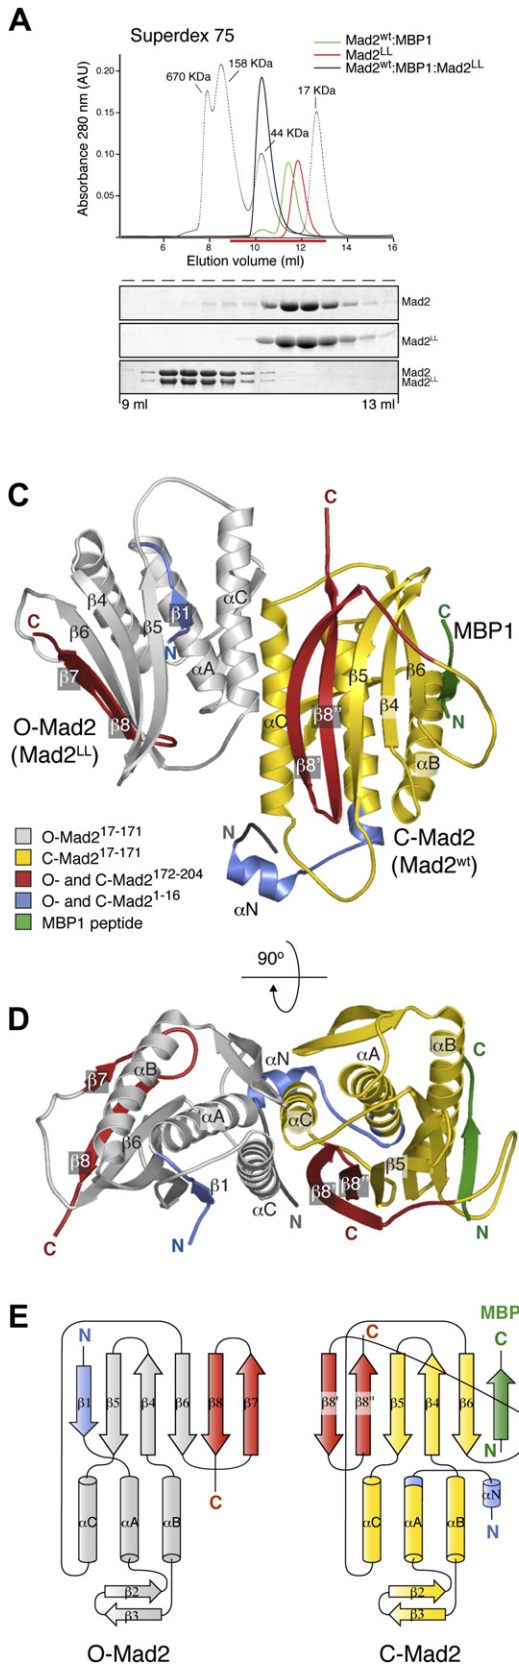 A
Superdex 75
Mad2wt:MBP1
Mad2LL
Mad2wt:MBP1:Mad2LL
670 KDa
158 KDa
17 KDa
44 KDa
Absorbance 280 nm (AU)
0.20
0.15
0.10
0.05
6 8 10 12 14 16
Elution volume (ml)
Mad2
Mad2LL
Mad2
Mad2LL
9 ml 13 ml
C
C
β4
β5
β1
αC
β6
C
N
αA
β7
β8
O-Mad2
(Mad2LL)
C
MBP1
β6
β5
β4
αC
β8"
N
αB
β8'
C-Mad2
(Mad2wt)
N
αN
O-Mad217-171
C-Mad217-171
O- and C-Mad2172-204
O- and C-Mad21-16
MBP1 peptide
90º
D
αN
αA
αB
C
β7
αB
αA
αC
β6
β8
β1
β5
β8'
β8"
C
N
αC
N
C
N
E
N
β1
β5
β4
β6
β8
β7
C
αC
αA
αB
β2
β3
O-Mad2
MBP
C
C
β8'
β8"
β5
β4
β6
N
αC
αA
αB
αN
N
β2
β3
C-Mad2